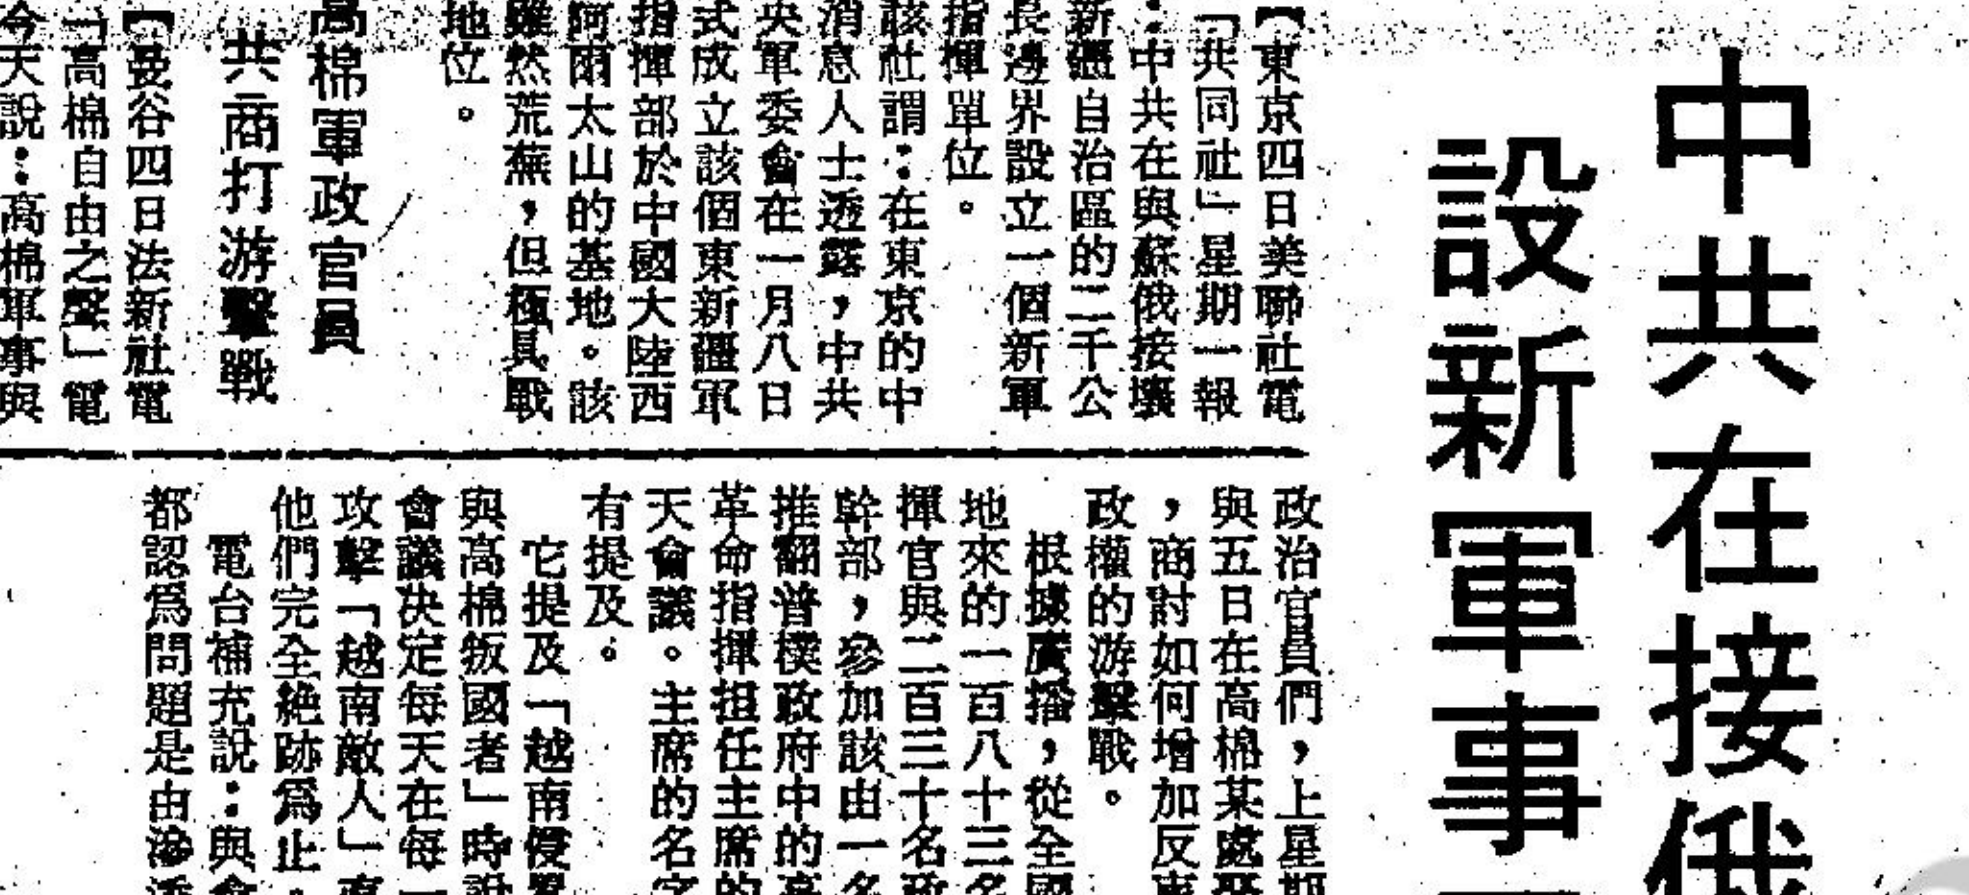 中共在接俄
設新軍事
【東京四日美聯社電
「共同社」星期一報
：中共在與蘇俄接壤
新疆自治區的二千公
長邊界設立一個新軍
指揮單位。
該社謂：在東京的中
消息人士透露，中共
央軍委會在一月八日
式成立該個東新疆軍
指揮部於中國大陸西
阿爾太山的基地。該
雖然荒蕪，但極具戰
地位。
高棉軍政官員
共商打游擊戰
【曼谷四日法新社電
「高棉自由之聲」電
今天說：高棉軍事與
政治官員們，上星期
與五日在高棉某處聚
，商討如何增加反柬
政權的游擊戰。
根據廣播，從全國
地來的一百八十三名
揮官與二百三十名政
幹部，參加該由一名
推翻普樸政府中的高
革命指揮担任主席的
天會議。主席的名字
有提及。
它提及「越南侵畧
與高棉叛國者」時說
會議決定每天在每一
攻擊「越南敵人」直
他們完全絶跡爲止。
電台補充說：與會
都認爲問題是由滲透